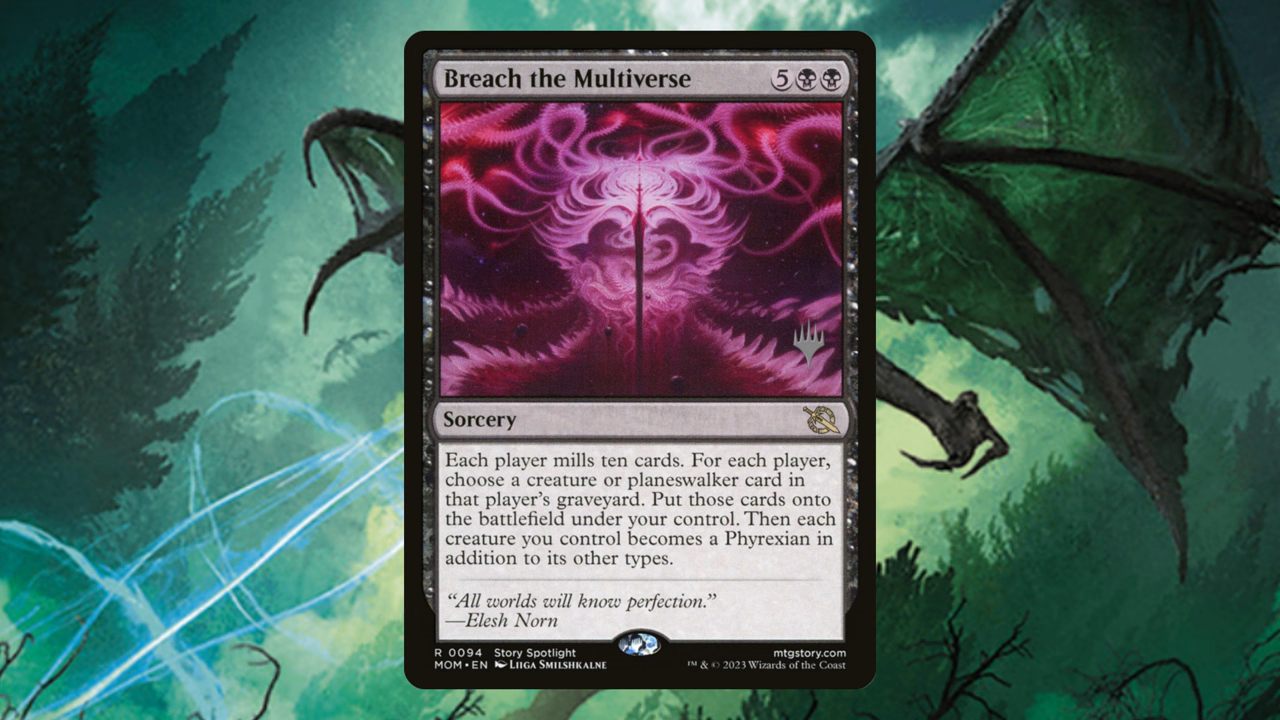 Breach the Multiverse 5
Sorcery
Each player mills ten cards. For each player,
choose a creature or planeswalker card in
that player's graveyard. Put those cards onto
the battlefield under your control. Then each
creature you control becomes a Phyrexian in
addition to its other types.
“All worlds will know perfection.”
—Elesh Norn
R 0094 Story Spotlight mtgstory.com
MOM • EN LIIGA SMILSHKALNE ™ & © 2023 Wizards of the Coast